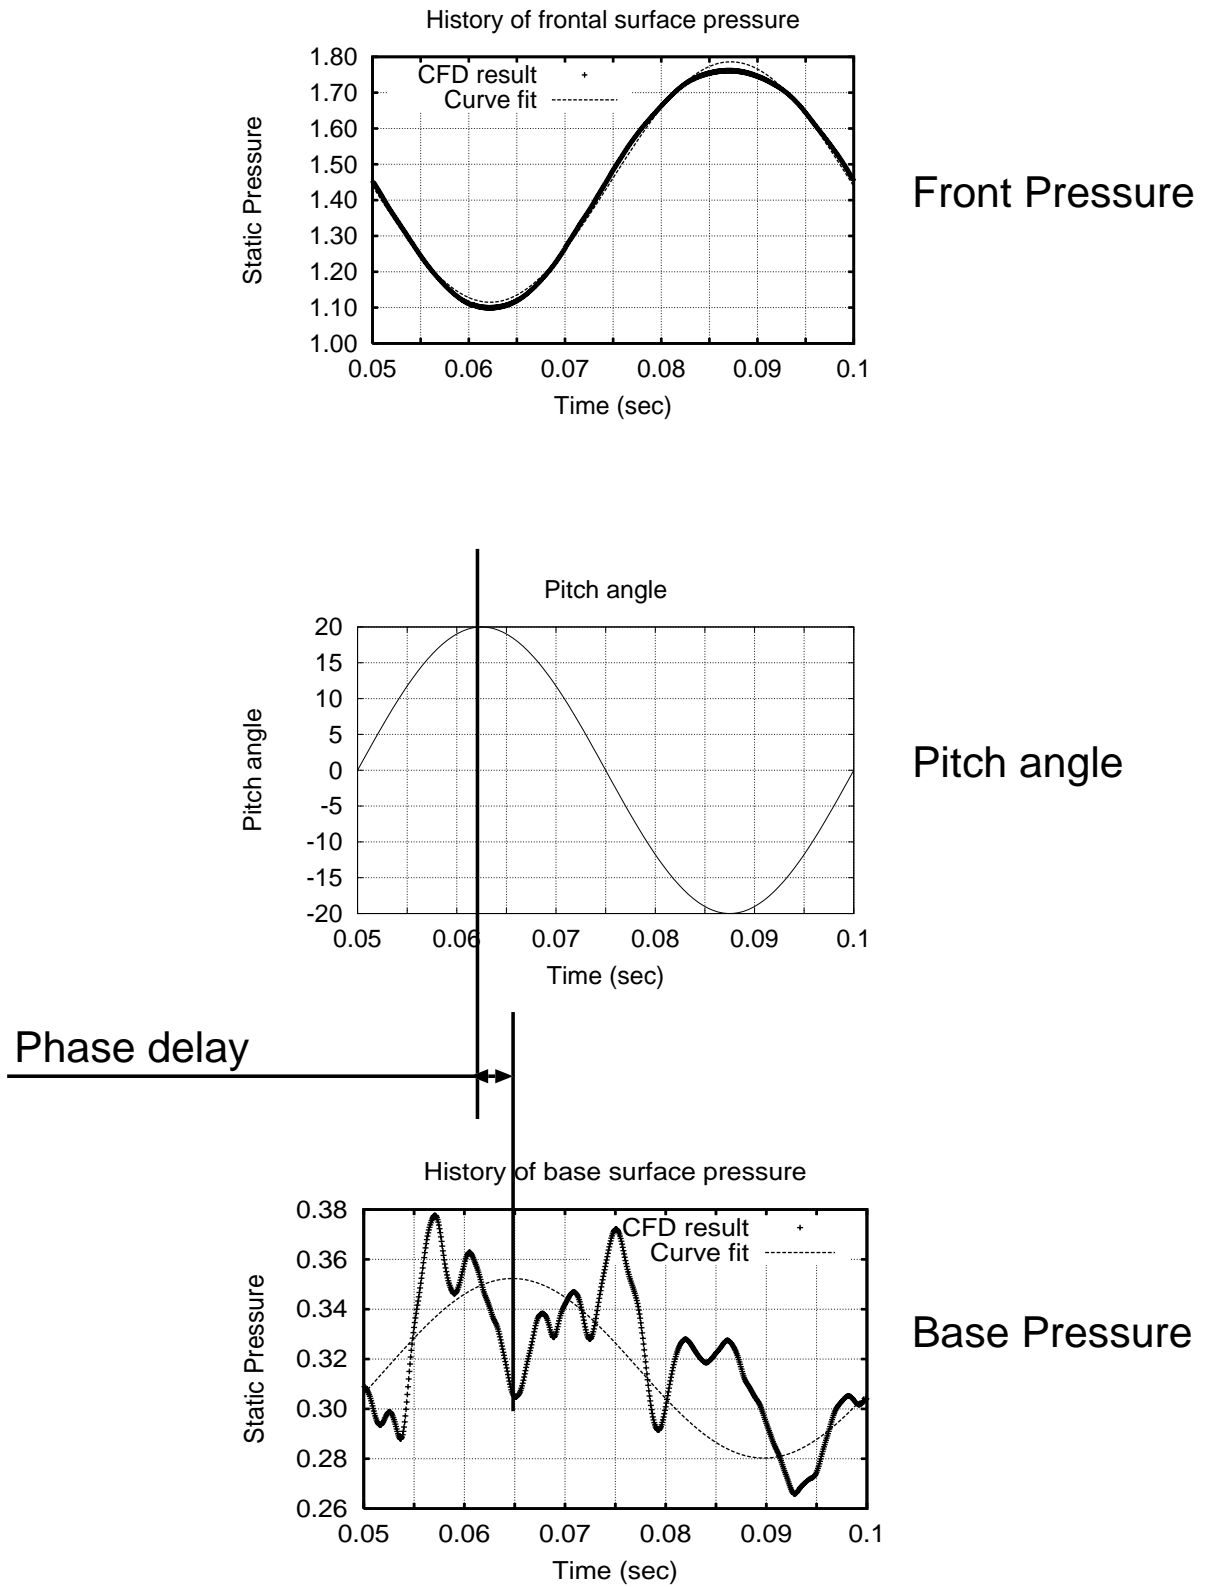 History of frontal surface pressure
CFD result
Curve fit
1.80
1.70
1.60
1.50
1.40
1.30
1.20
1.10
1.00
Static Pressure
0.05 0.06 0.07 0.08 0.09 0.1
Time (sec)
Front Pressure
Pitch angle
20
15
10
5
0
-5
-10
-15
-20
Pitch angle
0.05 0.06 0.07 0.08 0.09 0.1
Time (sec)
Pitch angle
Phase delay
History of base surface pressure
CFD result
Curve fit
0.38
0.36
0.34
0.32
0.30
0.28
0.26
Static Pressure
0.05 0.06 0.07 0.08 0.09 0.1
Time (sec)
Base Pressure